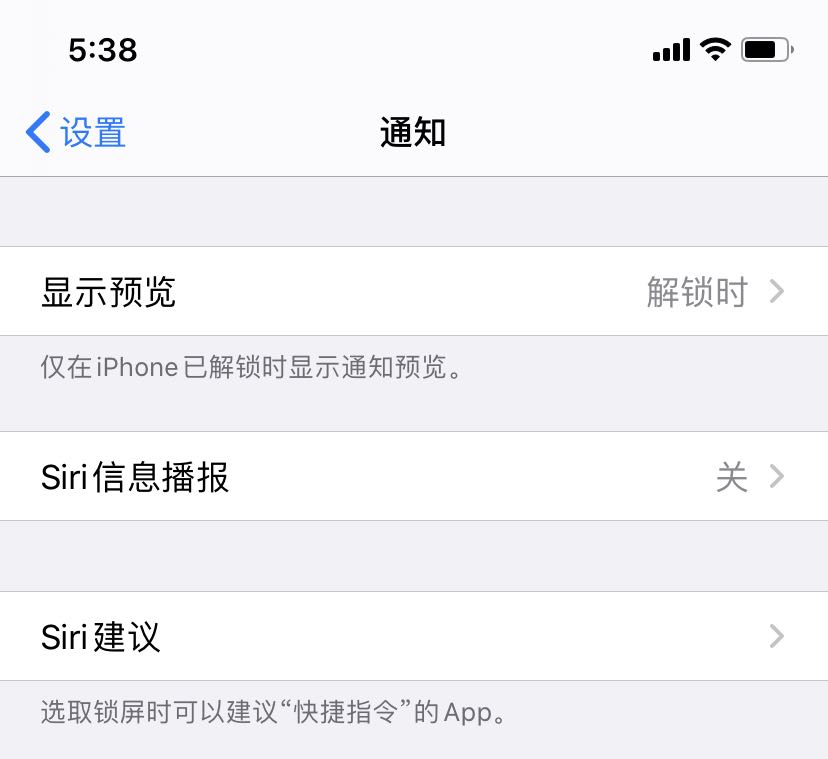 5:38
设置
通知
显示预览 解锁时
仅在iPhone已解锁时显示通知预览。
Siri信息播报 关
Siri建议
选取锁屏时可以建议“快捷指令”的App。